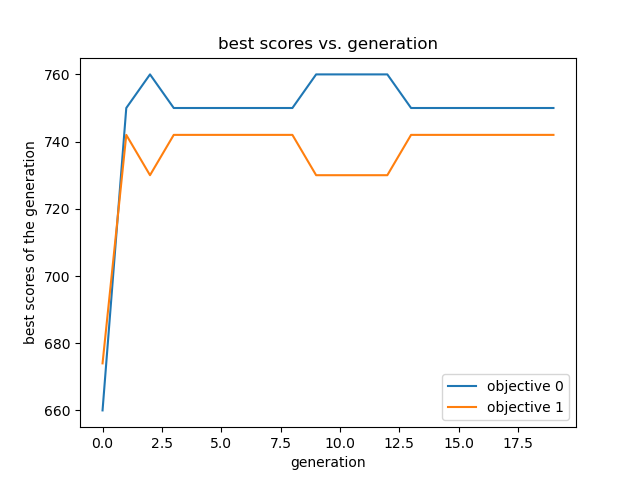 best scores vs. generation
best scores of the generation
760
740
720
700
680
660
0.0 2.5 5.0 7.5 10.0 12.5 15.0 17.5
generation
objective 0
objective 1